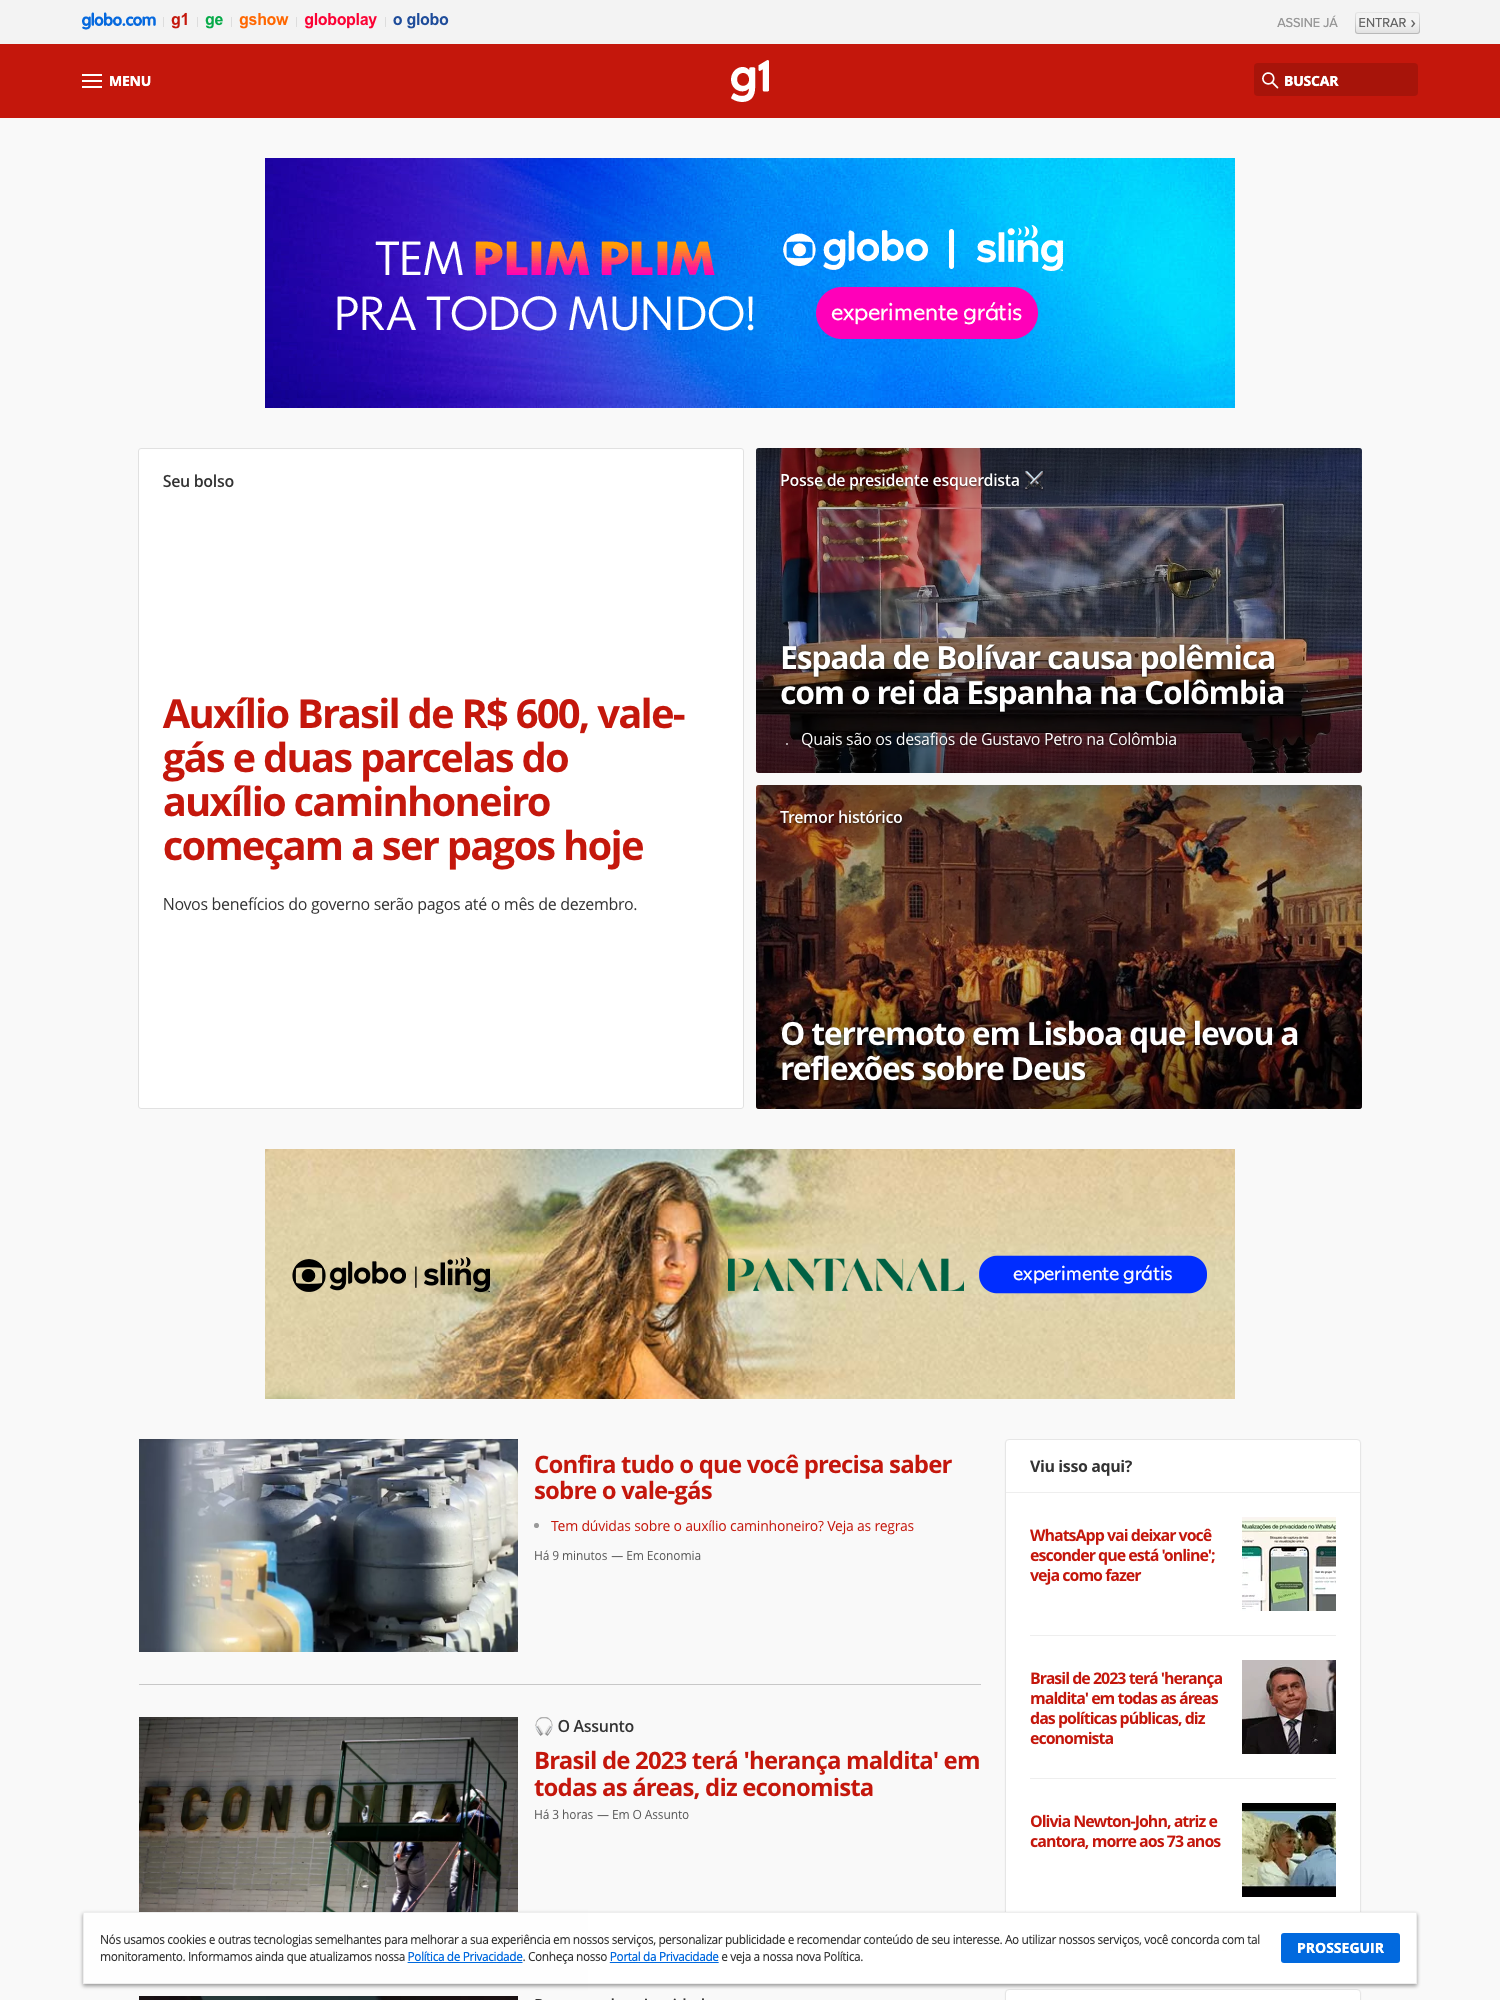 globo.com
g1
ge
gshow
globoplay
o globo
ASSINE JÁ
ENTRAR ›
MENU
g1
BUSCAR
TEM PLIM PLIM
PRA TODO MUNDO!
globo | sling
experimente grátis
Seu bolso
Auxílio Brasil de R$ 600, vale-
gás e duas parcelas do
auxílio caminhoneiro
começam a ser pagos hoje
Novos benefícios do governo serão pagos até o mês de dezembro.
Posse de presidente esquerdista
Espada de Bolívar causa polêmica
com o rei da Espanha na Colômbia
Quais são os desafios de Gustavo Petro na Colômbia
Tremor histórico
O terremoto em Lisboa que levou a
reflexões sobre Deus
globo | sling
PANTANAL
experimente grátis
Confira tudo o que você precisa saber
sobre o vale-gás
Tem dúvidas sobre o auxílio caminhoneiro? Veja as regras
Há 9 minutos — Em Economia
ECONOMIA
O Assunto
Brasil de 2023 terá 'herança maldita' em
todas as áreas, diz economista
Há 3 horas — Em O Assunto
Viu isso aqui?
WhatsApp vai deixar você
esconder que está 'online';
veja como fazer
Atualizações de privacidade no WhatsApp
Brasil de 2023 terá 'herança
maldita' em todas as áreas
das políticas públicas, diz
economista
Olivia Newton-John, atriz e
cantora, morre aos 73 anos
Nós usamos cookies e outras tecnologias semelhantes para melhorar a sua experiência em nossos serviços, personalizar publicidade e recomendar conteúdo de seu interesse. Ao utilizar nossos serviços, você concorda com tal
monitoramento. Informamos ainda que atualizamos nossa Política de Privacidade. Conheça nosso Portal da Privacidade e veja a nossa nova Política.
PROSSEGUIR